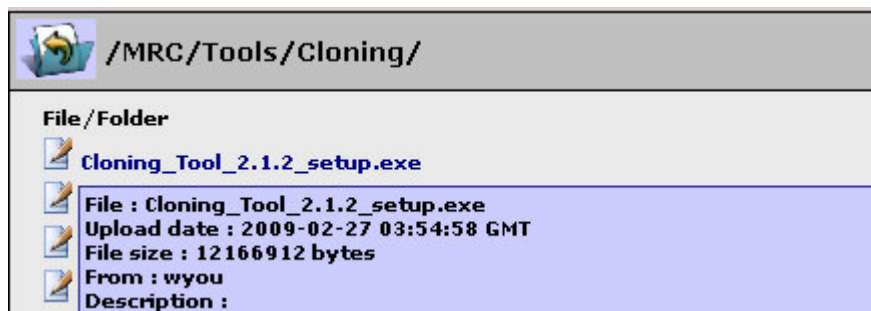 /MRC/Tools/Cloning/
File/Folder
Cloning_Tool_2.1.2_setup.exe
File : Cloning_Tool_2.1.2_setup.exe
Upload date : 2009-02-27 03:54:58 GMT
File size : 12166912 bytes
From : wyou
Description :